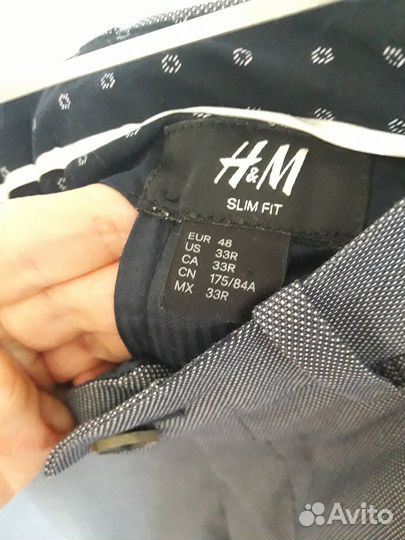 H&M
SLIM FIT
EUR 48
US 33R
CA 33R
CN 175/84A
MX 33R
Avito